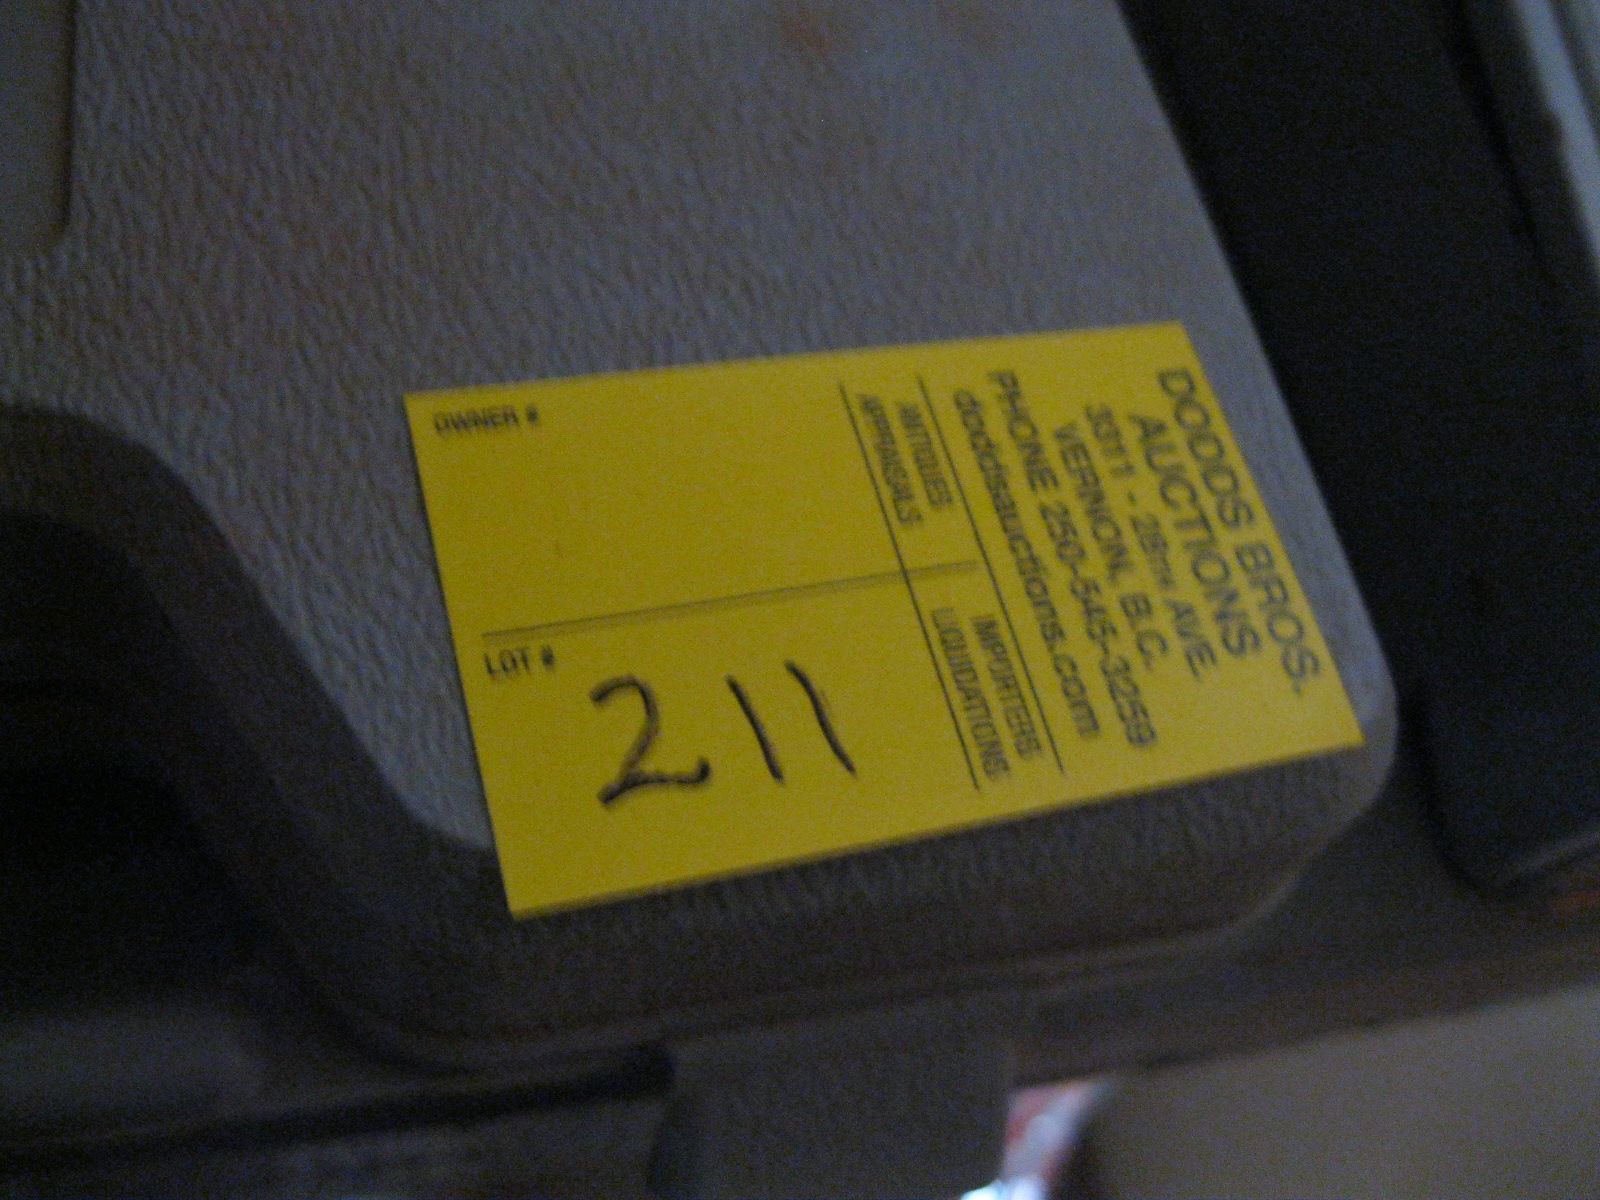 DODDS BROS.
AUCTIONS
3311 - 28TH AVE.
VERNON, B.C.
PHONE 250-545-3259
doddsauctions.com
ANTIQUES IMPORTERS
APPRAISALS LIQUIDATIONS
OWNER #
LOT #
211